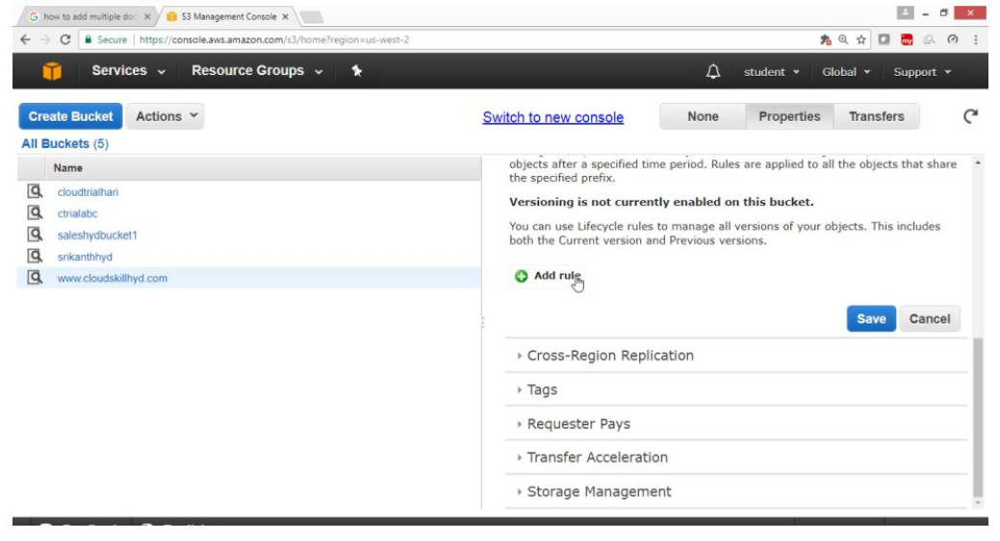 how to add multiple doc
S3 Management Console
Secure | https://console.aws.amazon.com/s3/home?region=us-west-2
my
Services
Resource Groups
student
Global
Support
Create Bucket
Actions
Switch to new console
None
Properties
Transfers
All Buckets (5)
Name
cloudtrialhari
ctrialabc
saleshydbucket1
srikanthhyd
www.cloudskillhyd.com
objects after a specified time period. Rules are applied to all the objects that share
the specified prefix.
Versioning is not currently enabled on this bucket.
You can use Lifecycle rules to manage all versions of your objects. This includes
both the Current version and Previous versions.
Add rule
Save
Cancel
Cross-Region Replication
Tags
Requester Pays
Transfer Acceleration
Storage Management